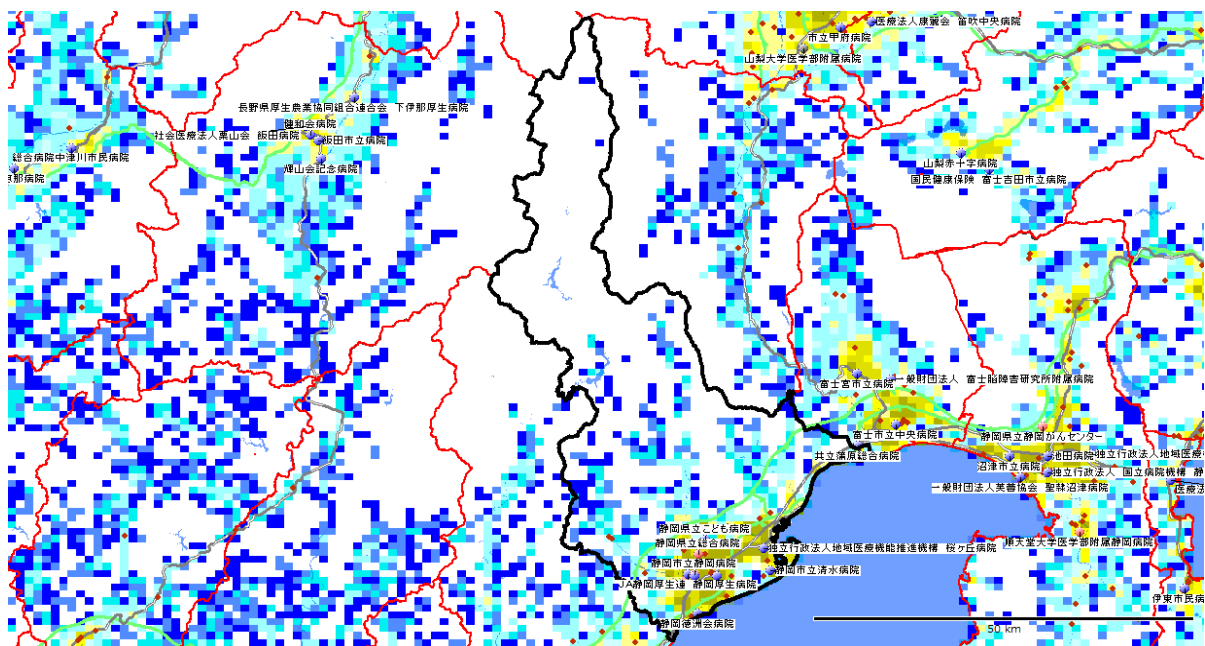 医療法人康麗会 笛吹中央病院
市立甲府病院
山梨大学医学部附属病院
長野県厚生農業協同組合連合会 下伊那厚生病院
健和会病院
社会医療法人栗山会 飯田病院
飯田市立病院
輝山会記念病院
総合病院中津川市民病院
那病院
山梨赤十字病院
国民健康保険 富士吉田市立病院
富士宮市立病院
一般財団法人 富士脳障害研究所附属病院
富士市立中央病院
静岡県立静岡がんセンター
共立蒲原総合病院
池田病院
独立行政法人地域医療
沼津市立病院
独立行政法人 国立病院機構 静
一般財団法人芙蓉協会 聖隷沼津病院
医療法
静岡県立こども病院
静岡県立総合病院
独立行政法人地域医療機能推進機構 桜ヶ丘病院
順天堂大学医学部附属静岡病院
静岡市立静岡病院
静岡市立清水病院
JA静岡厚生連 静岡厚生病院
伊東市民病
静岡徳洲会病院
50 km